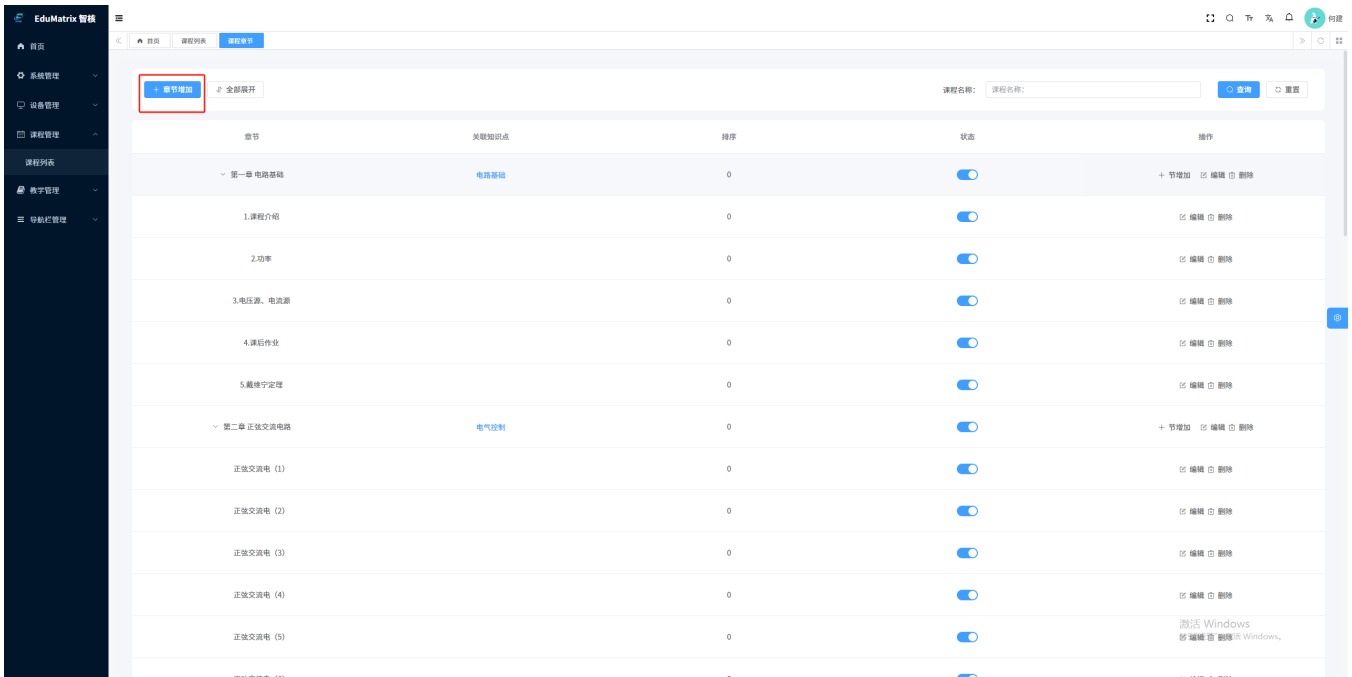 EduMatrix 智核
何建
首页 课程列表 课程章节
首页
系统管理
设备管理
课程管理
课程列表
教学管理
导航栏管理
+ 章节增加 全部展开 课程名称: 课程名称: 查询 重置
章节 关联知识点 排序 状态 操作
第一章 电路基础 电路基础 0 + 节增加 编辑 删除
1.课程介绍 0 编辑 删除
2.功率 0 编辑 删除
3.电压源、电流源 0 编辑 删除
4.课后作业 0 编辑 删除
5.戴维宁定理 0 编辑 删除
第二章 正弦交流电路 电气控制 0 + 节增加 编辑 删除
正弦交流电（1） 0 编辑 删除
正弦交流电（2） 0 编辑 删除
正弦交流电（3） 0 编辑 删除
正弦交流电（4） 0 编辑 删除
激活 Windows
正弦交流电（5） 0 编辑 删除 Windows。